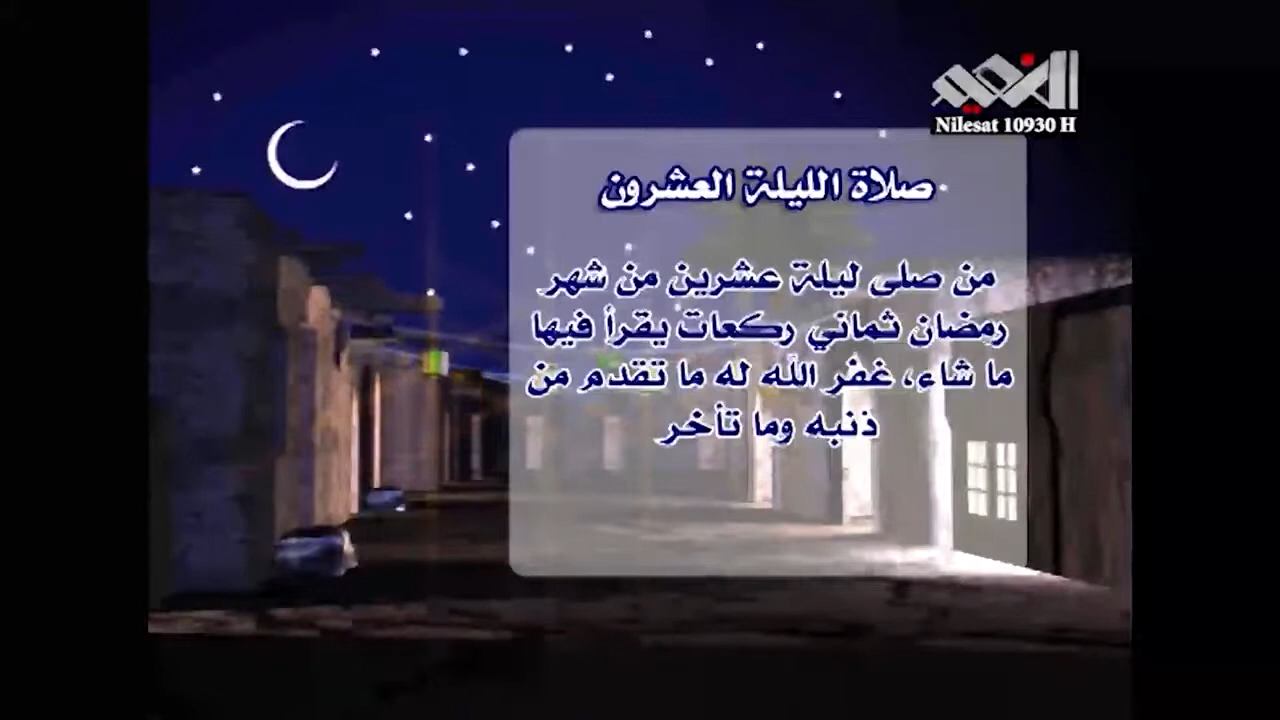 النعيم
Nilesat 10930 H
صلاة الليلة العشرون
من صلى ليلة عشرين من شهر
رمضان ثماني ركعات يقرأ فيها
ما شاء، غفر الله له ما تقدم من
ذنبه وما تأخر